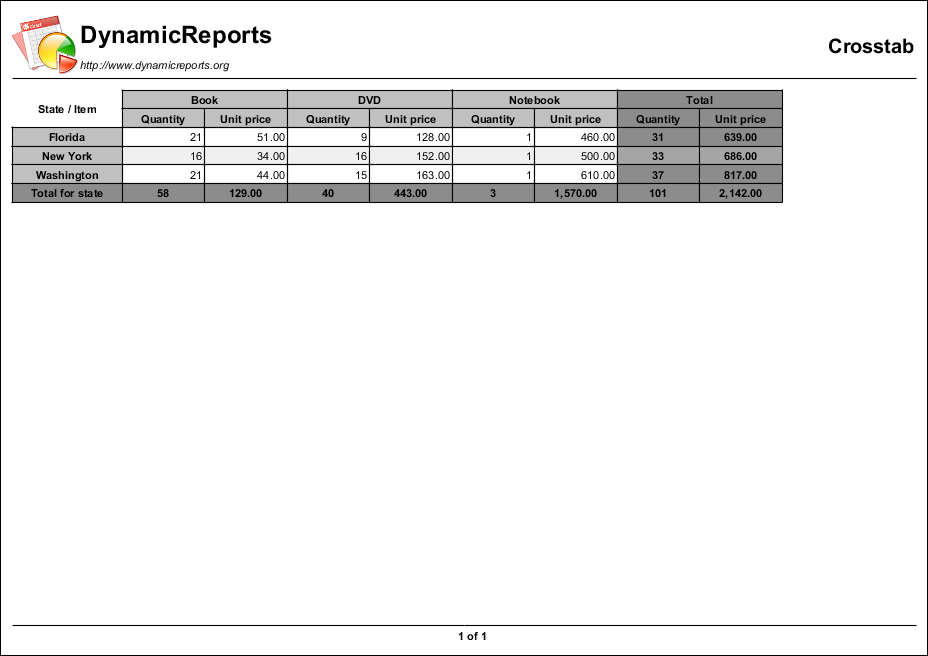 DynamicReports
http://www.dynamicreports.org
Crosstab
State / Item Book DVD Notebook Total
Quantity Unit price Quantity Unit price Quantity Unit price Quantity Unit price
Florida 21 51.00 9 128.00 1 460.00 31 639.00
New York 16 34.00 16 152.00 1 500.00 33 686.00
Washington 21 44.00 15 163.00 1 610.00 37 817.00
Total for state 58 129.00 40 443.00 3 1,570.00 101 2,142.00
1 of 1